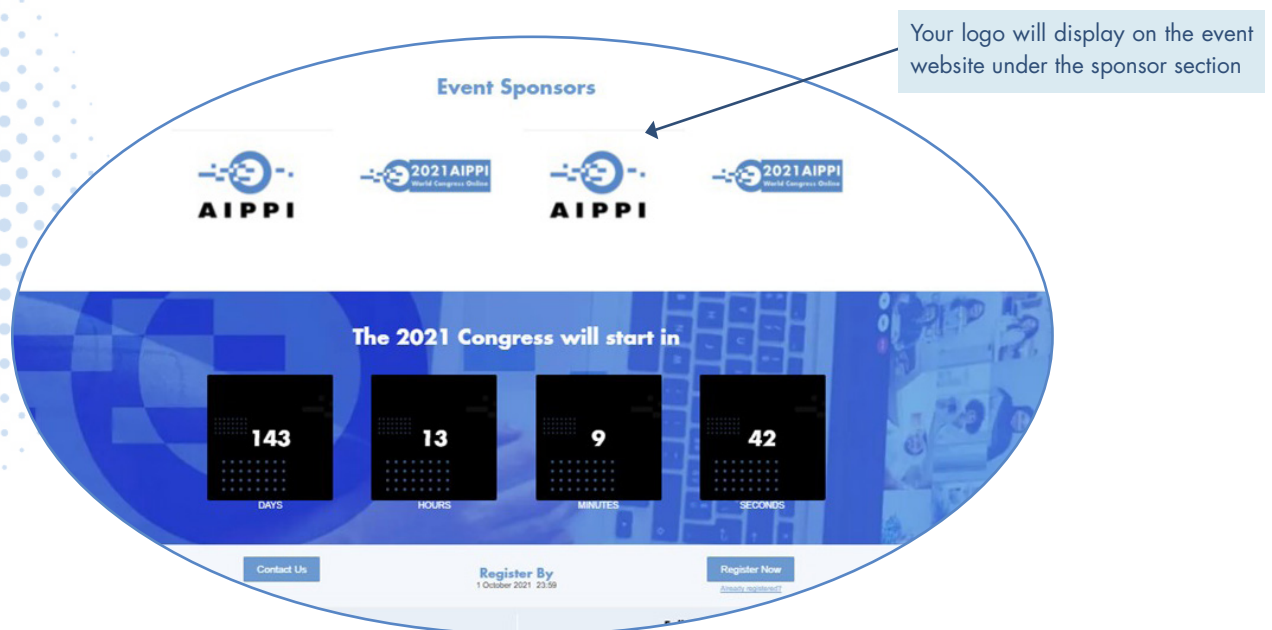 Your logo will display on the event
website under the sponsor section
Event Sponsors
AIPPI
2021AIPPI
World Congress Online
AIPPI
2021AIPPI
World Congress Online
The 2021 Congress will start in
143
13
9
42
DAYS
HOURS
MINUTES
SECONDS
Contact Us
Register By
1 October 2021 23:59
Register Now
Already registered?